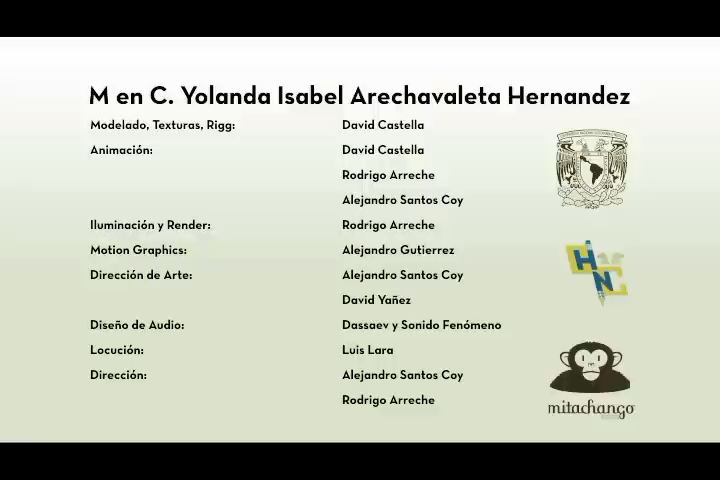 M en C. Yolanda Isabel Arechavaleta Hernandez
Modelado, Texturas, Rigg: David Castella
Animación: David Castella
Rodrigo Arreche
Alejandro Santos Coy
Iluminación y Render: Rodrigo Arreche
Motion Graphics: Alejandro Gutierrez
Dirección de Arte: Alejandro Santos Coy
David Yañez
Diseño de Audio: Dassaev y Sonido Fenómeno
Locución: Luis Lara
Dirección: Alejandro Santos Coy
Rodrigo Arreche
HNC
mitachango